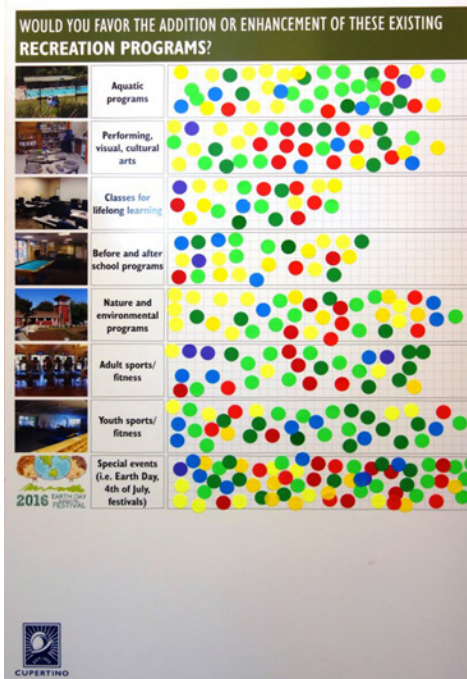 WOULD YOU FAVOR THE ADDITION OR ENHANCEMENT OF THESE EXISTING
RECREATION PROGRAMS?
Aquatic
programs
Performing,
visual, cultural
arts
Classes for
lifelong learning
Before and after
school programs
Nature and
environmental
programs
Adult sports/
fitness
Youth sports/
fitness
2016 EARTH DAY
FESTIVAL
Special events
(i.e. Earth Day,
4th of July,
festivals)
CUPERTINO